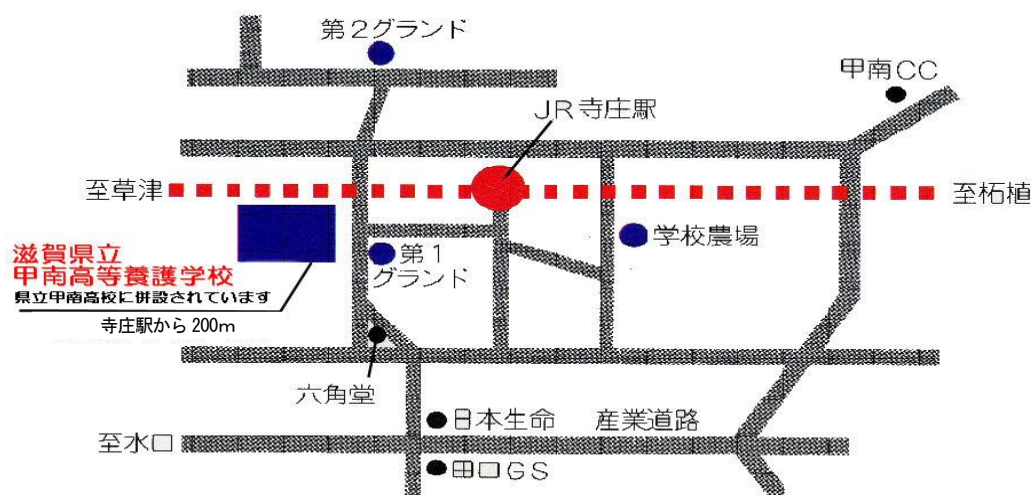 第2グランド
甲南CC
JR寺庄駅
至草津
至柘植
学校農場
滋賀県立
甲南高等養護学校
県立甲南高校に併設されています
寺庄駅から200m
第1
グランド
六角堂
日本生命
産業道路
至水口
田口GS